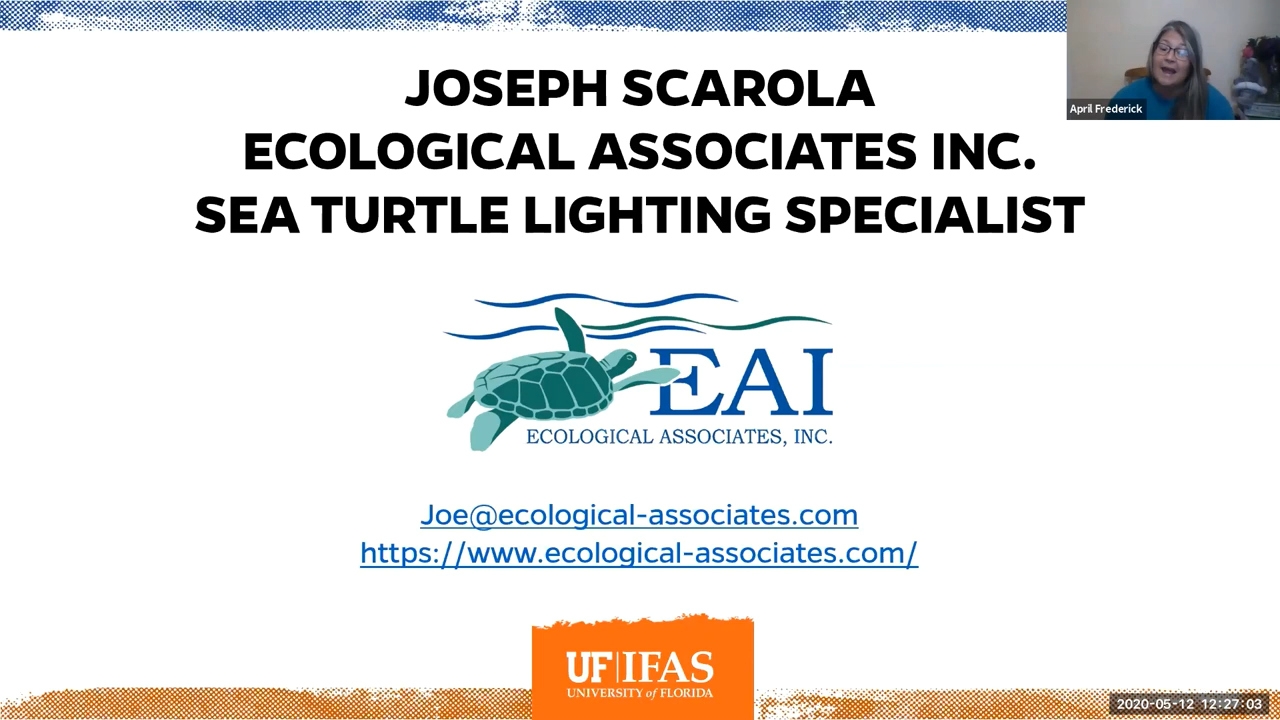 JOSEPH SCAROLA
ECOLOGICAL ASSOCIATES INC.
SEA TURTLE LIGHTING SPECIALIST
April Frederick
EAI
ECOLOGICAL ASSOCIATES, INC.
Joe@ecological-associates.com
https://www.ecological-associates.com/
UF|IFAS
UNIVERSITY of FLORIDA
2020-05-12 12:27:03